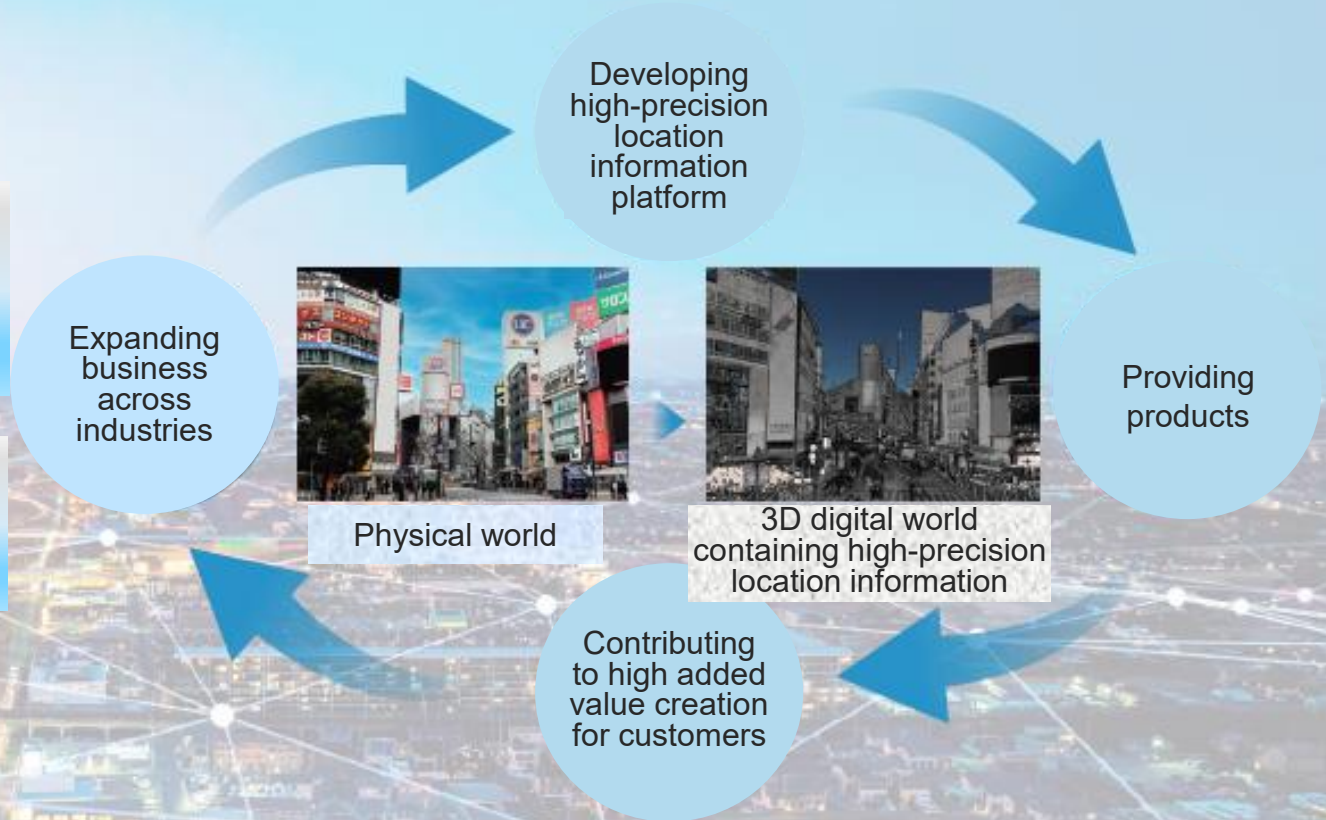 Developing
high-precision
location
information
platform
Expanding
business
across
industries
Providing
products
Physical world
3D digital world
containing high-precision
location information
Contributing
to high added
value creation
for customers